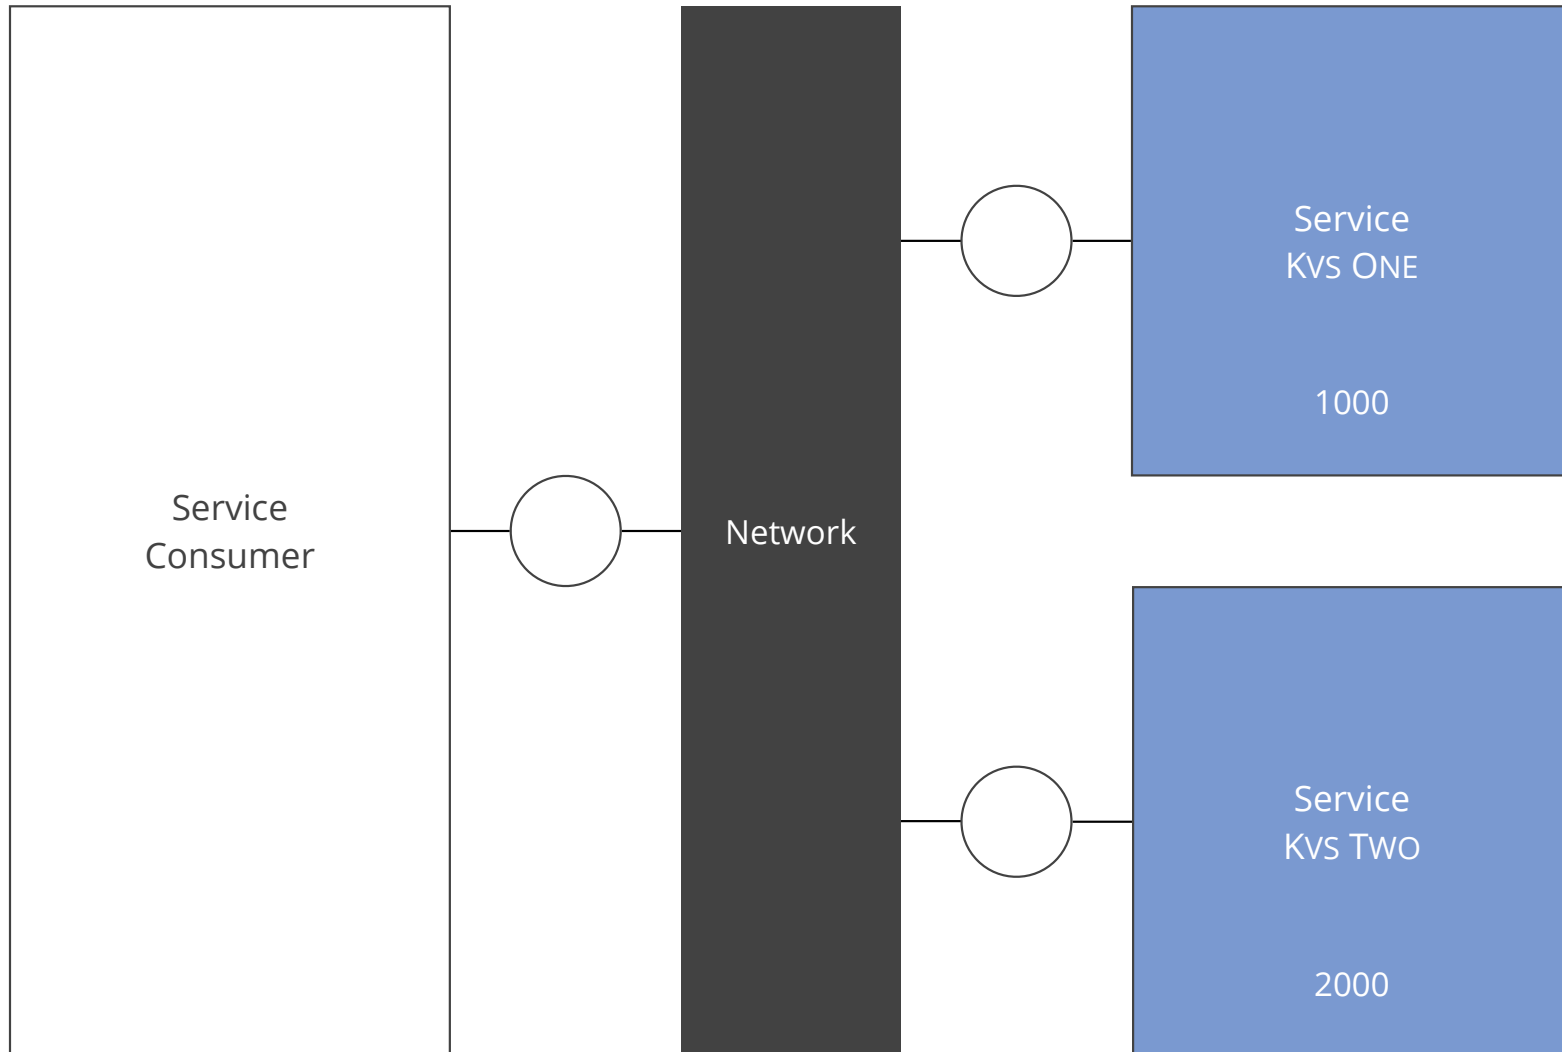 Service
Consumer
Network
Service
KVS ONE
1000
Service
KVS TWO
2000